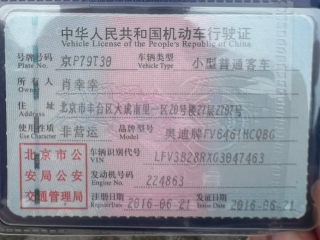 中华人民共和国机动车行驶证
Vehicle License of the People's Republic of China
号牌号码 京P79T30 车辆类型 小型普通客车
Plate No. Vehicle Type
所有人 肖幸幸
Owner
住址 北京市丰台区大成南里一区20号楼27层2707号
Address
使用性质 非营运 品牌型号 奥迪牌FV6461HCQBG
Use Character Model
北京市公安局公安交通管理局
车辆识别代号 LFV3B28RXG3047463
VIN
发动机号码 224863
Engine No.
注册日期 2016-06-21 发证日期 2016-06-21
Register Date Issue Date